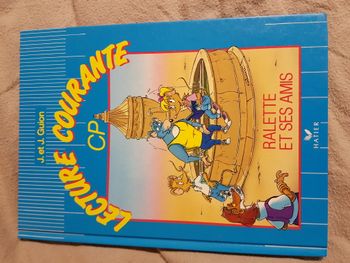 J. et J. Guion
LECTURE COURANTE
CP
RALETTE
ET SES AMIS
HATIER